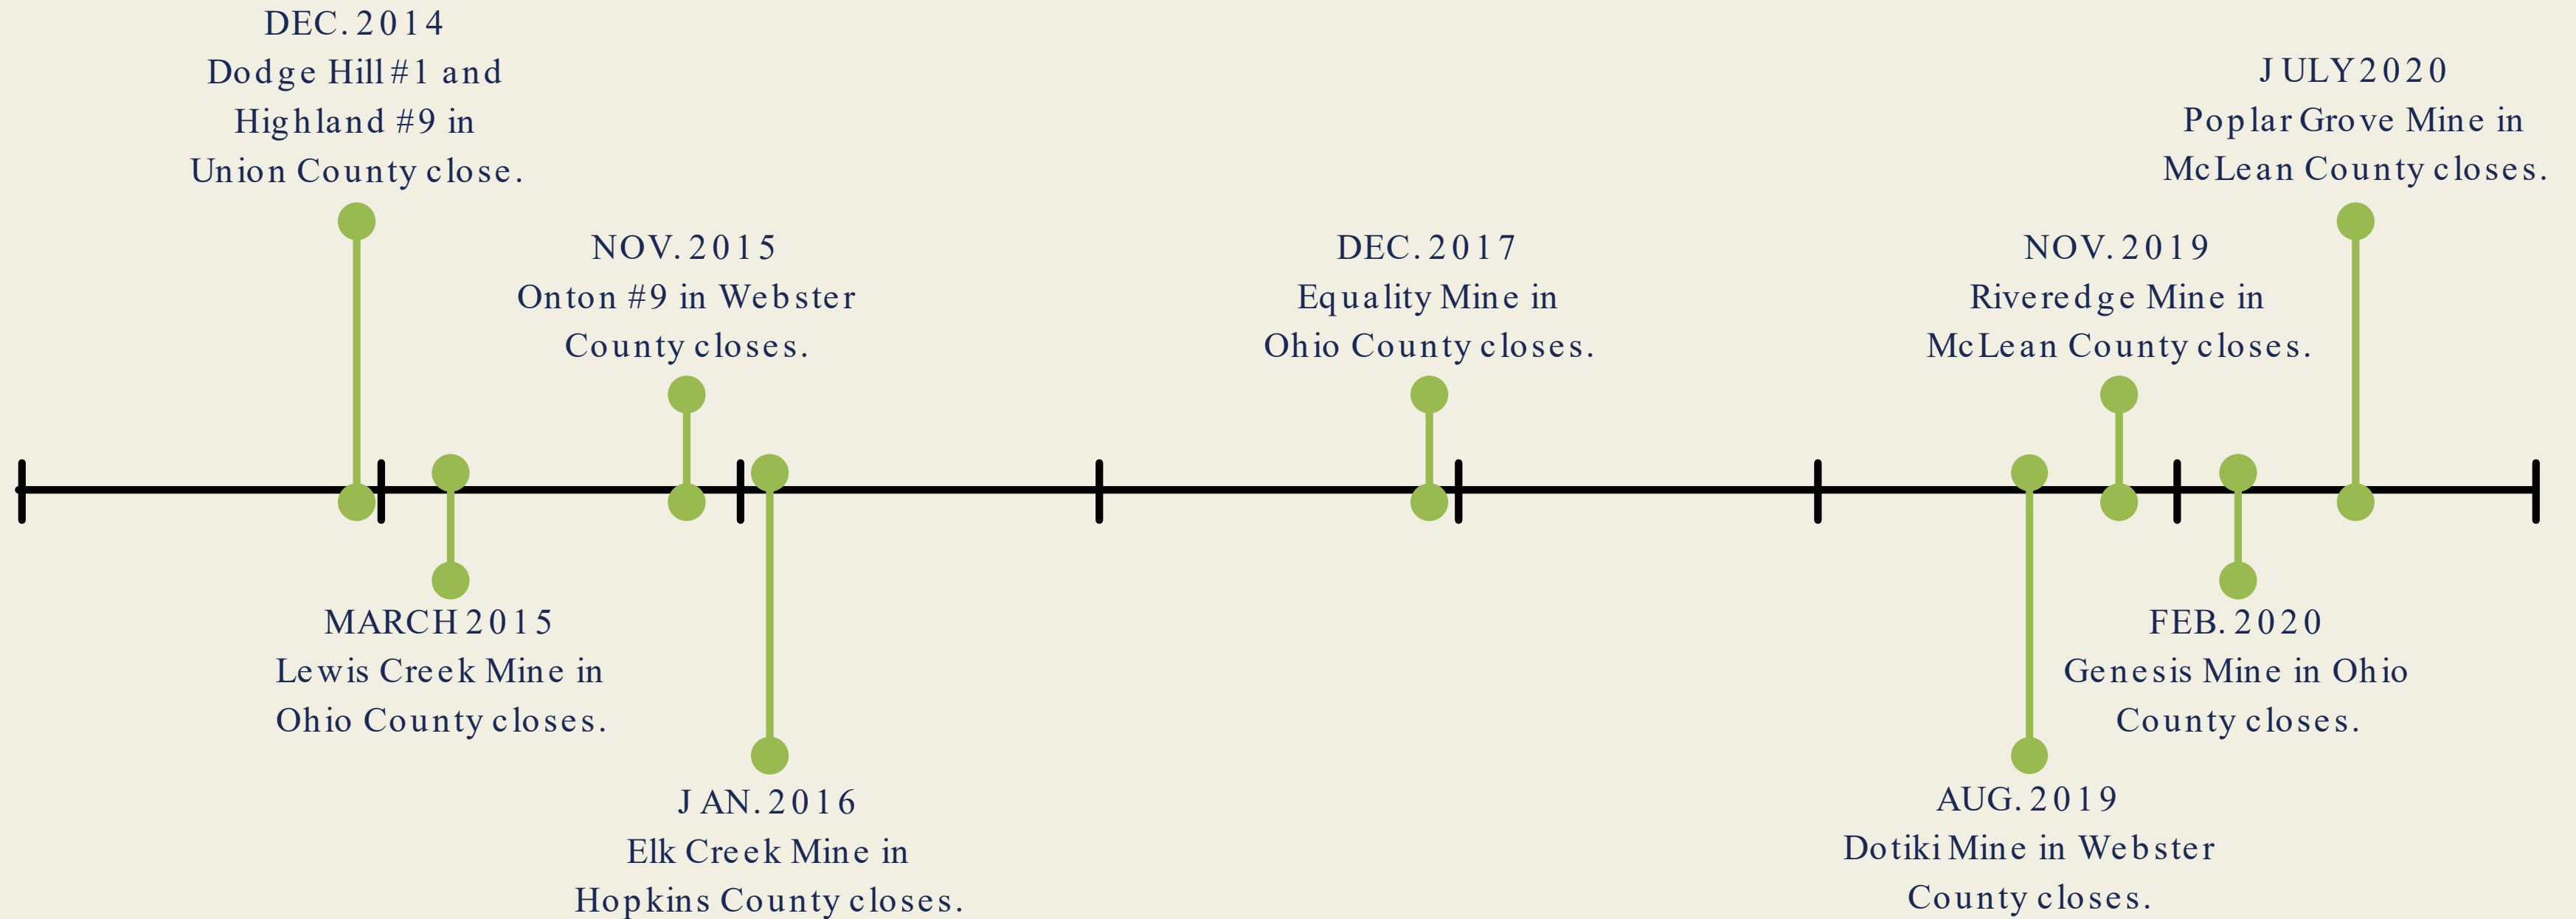 DEC. 2014
Dodge Hill #1 and
Highland #9 in
Union County close.
MARCH 2015
Lewis Creek Mine in
Ohio County closes.
NOV. 2015
Onton #9 in Webster
County closes.
JAN. 2016
Elk Creek Mine in
Hopkins County closes.
DEC. 2017
Equality Mine in
Ohio County closes.
AUG. 2019
Dotiki Mine in Webster
County closes.
NOV. 2019
Riveredge Mine in
McLean County closes.
FEB. 2020
Genesis Mine in Ohio
County closes.
JULY 2020
Poplar Grove Mine in
McLean County closes.